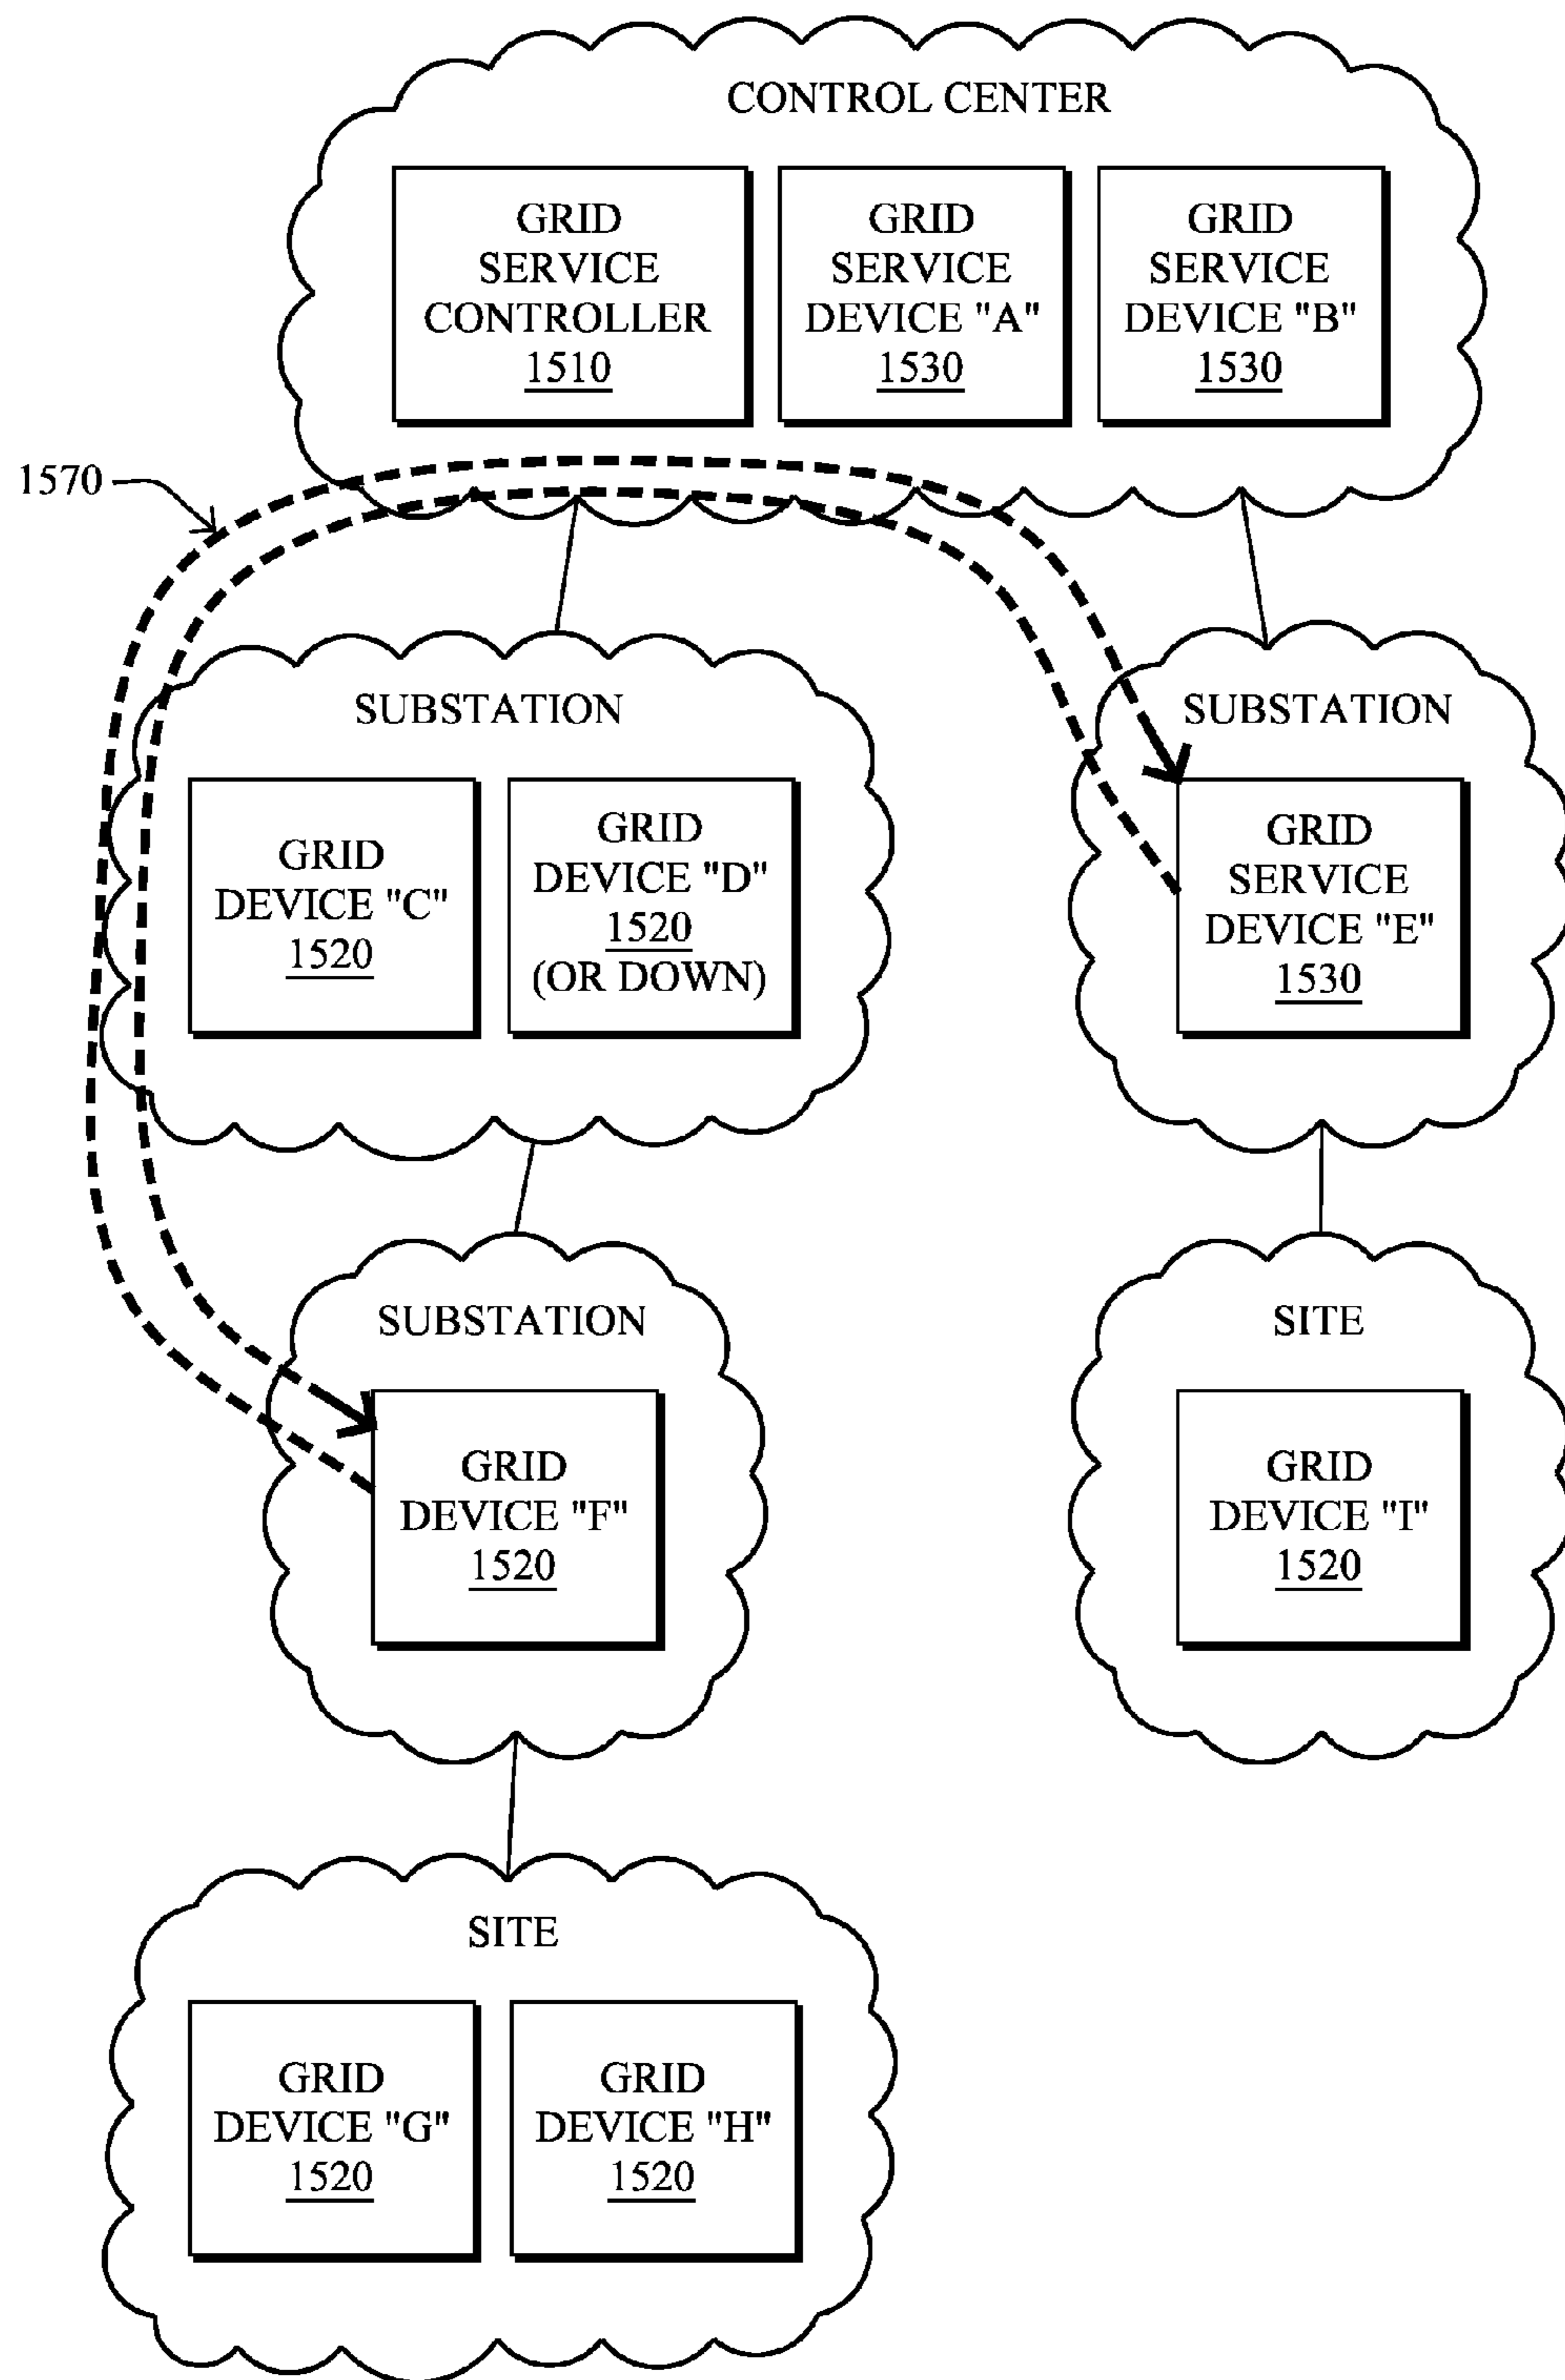 CONTROL CENTER
GRID
SERVICE
CONTROLLER
1510
GRID
SERVICE
DEVICE "A"
1530
GRID
SERVICE
DEVICE "B"
1530
1570
SUBSTATION
GRID
DEVICE "C"
1520
GRID
DEVICE "D"
1520
(OR DOWN)
SUBSTATION
GRID
SERVICE
DEVICE "E"
1530
SUBSTATION
GRID
DEVICE "F"
1520
SITE
GRID
DEVICE "I"
1520
SITE
GRID
DEVICE "G"
1520
GRID
DEVICE "H"
1520